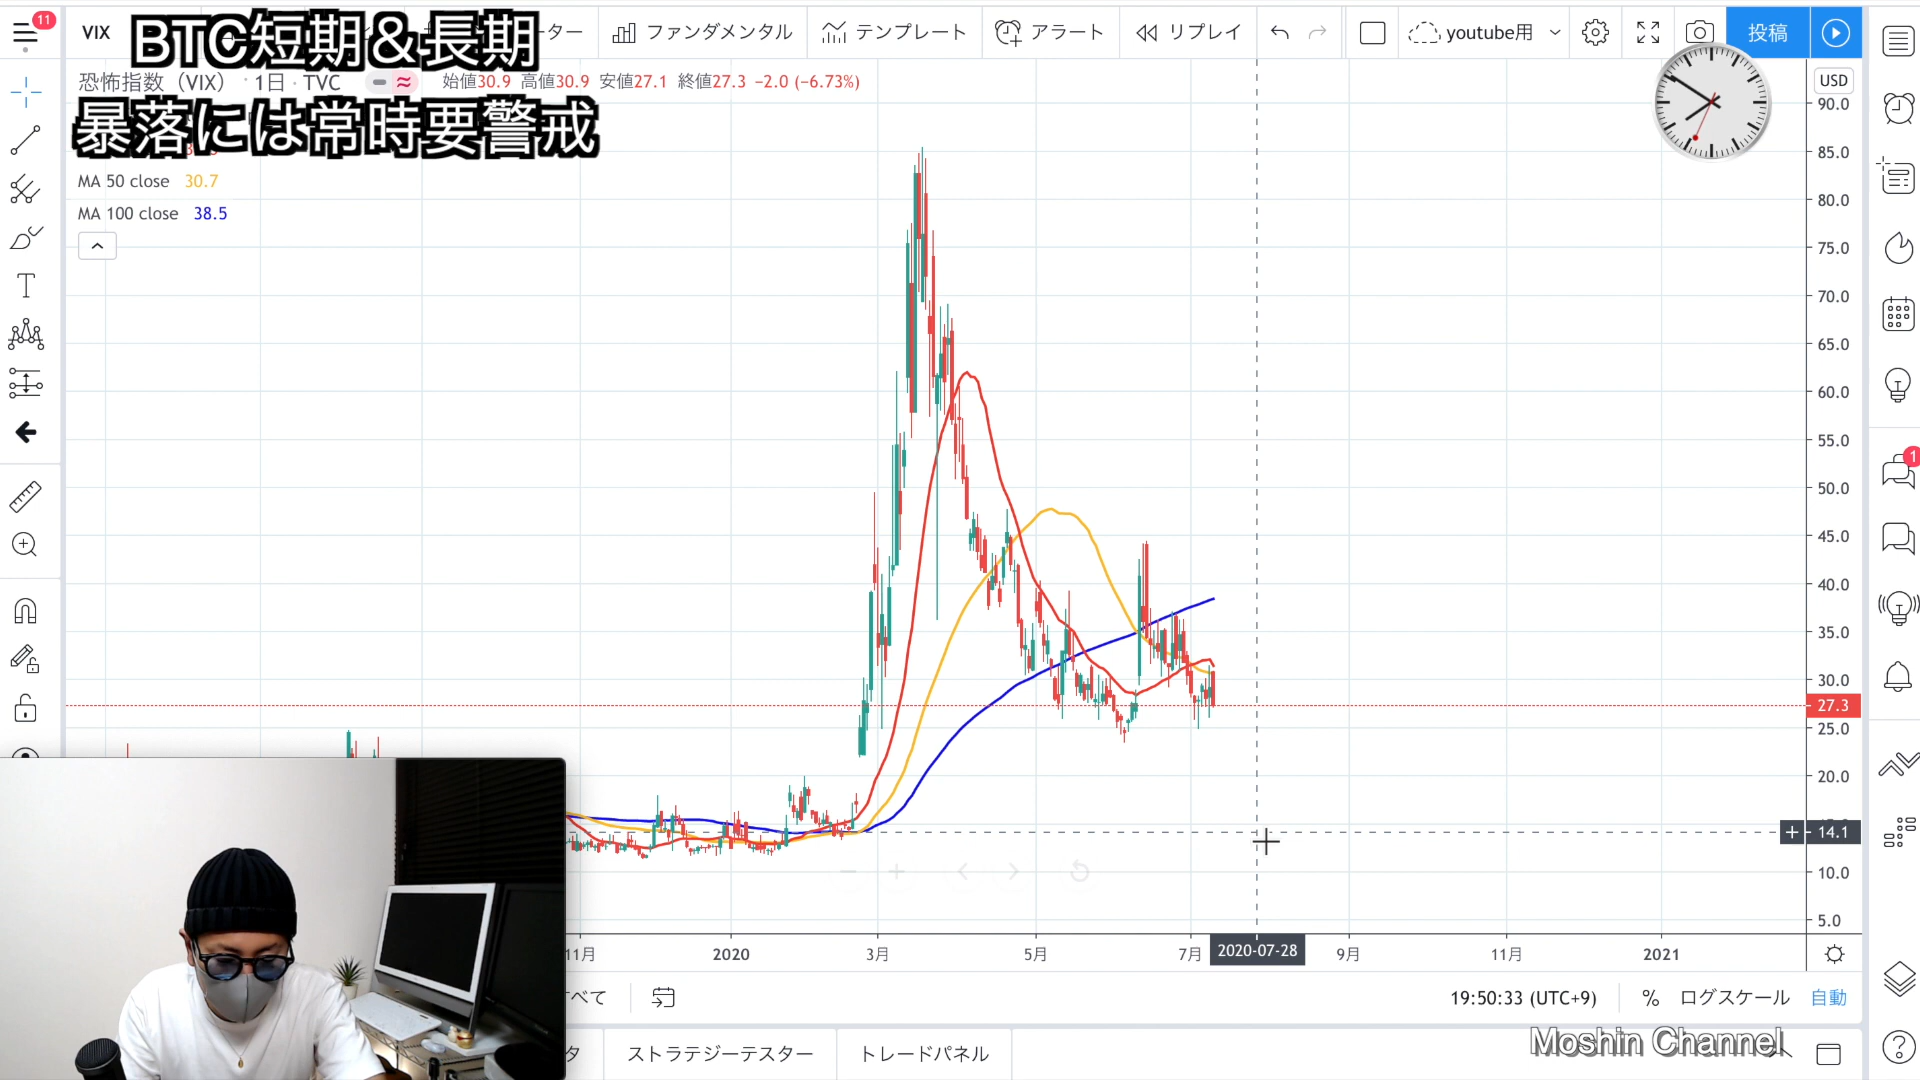 11
VIX
BTC短期＆長期
ター
ファンダメンタル
テンプレート
アラート
リプレイ
youtube用
投稿
恐怖指数（VIX）・1日・TVC
始値30.9 高値30.9 安値27.1 終値27.3 −2.0 (−6.73%)
USD
暴落には常時要警戒
MA 50 close 30.7
MA 100 close 38.5
90.0
85.0
80.0
75.0
70.0
65.0
60.0
55.0
50.0
1
45.0
40.0
35.0
30.0
27.3
25.0
20.0
14.1
10.0
5.0
11月
2020
3月
5月
7月
2020-07-28
9月
11月
2021
べて
19:50:33 (UTC+9)
%
ログスケール
自動
タ
ストラテジーテスター
トレードパネル
Moshin Channel